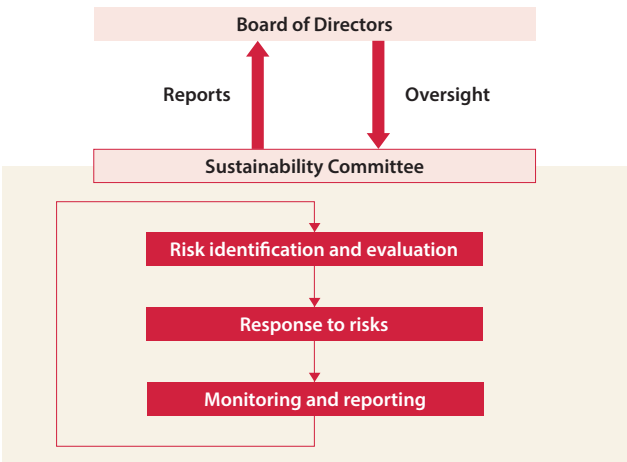 Board of Directors
Reports
Oversight
Sustainability Committee
Risk identification and evaluation
Response to risks
Monitoring and reporting